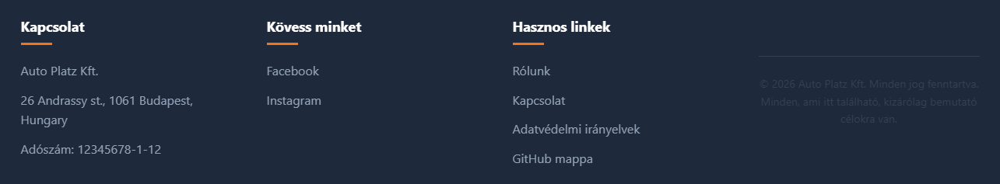 Kapcsolat
Auto Platz Kft.
26 Andrassy st., 1061 Budapest,
Hungary
Adószám: 12345678-1-12
Kövess minket
Facebook
Instagram
Hasznos linkek
Rólunk
Kapcsolat
Adatvédelmi irányelvek
GitHub mappa
© 2026 Auto Platz Kft. Minden jog fenntartva.
Minden, ami itt található, kizárólag bemutató
célokra van.